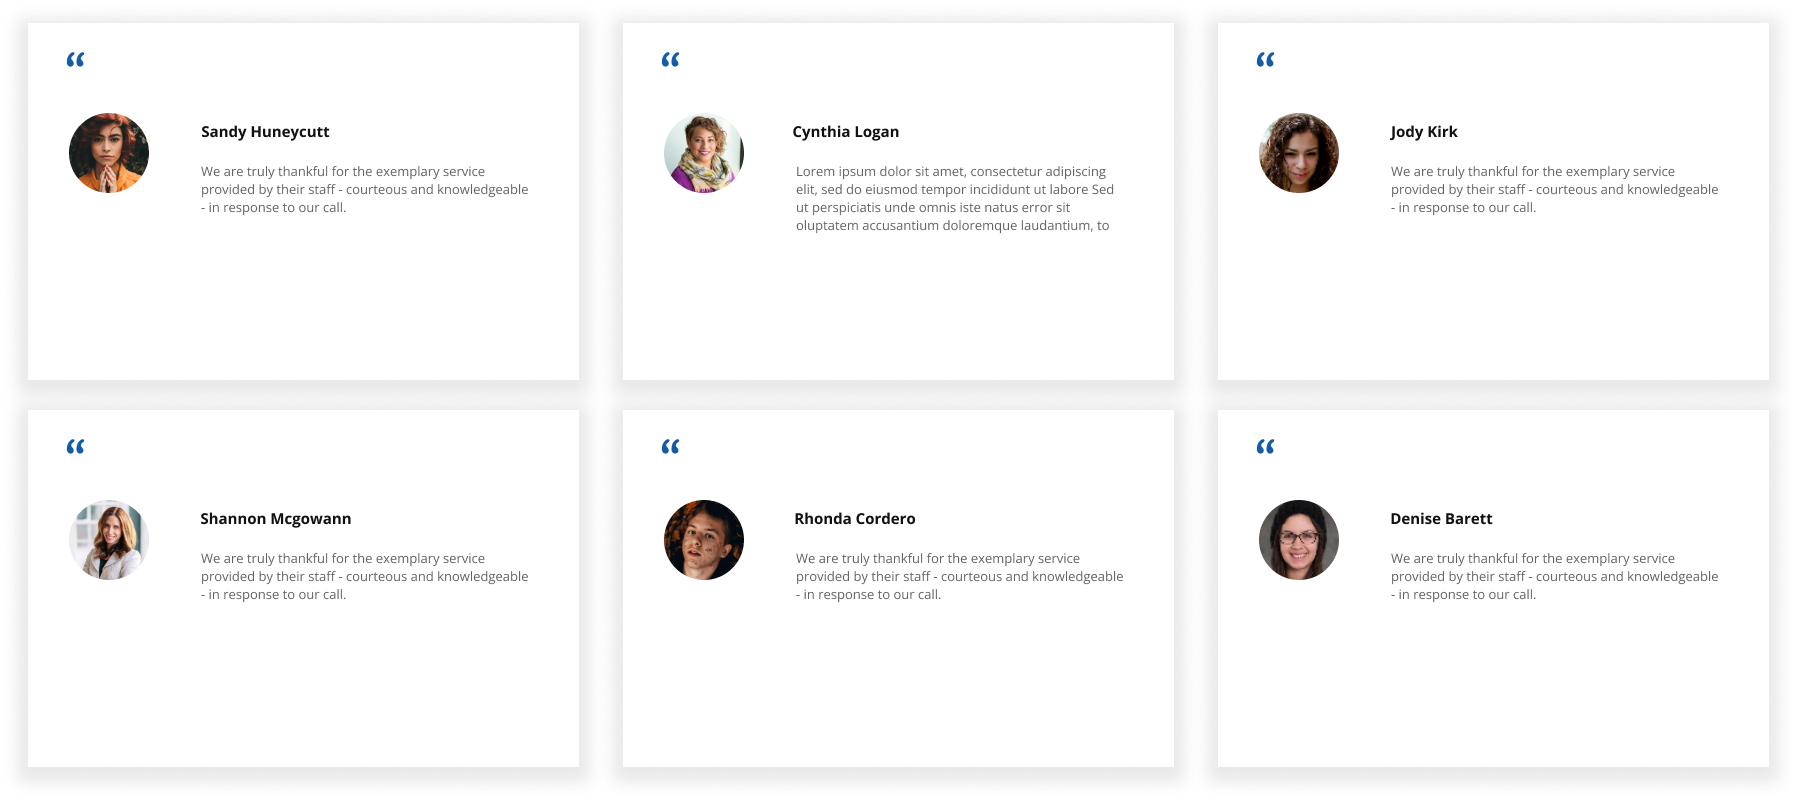 “
Sandy Huneycutt
We are truly thankful for the exemplary service
provided by their staff - courteous and knowledgeable
- in response to our call.
“
Cynthia Logan
Lorem ipsum dolor sit amet, consectetur adipiscing
elit, sed do eiusmod tempor incididunt ut labore Sed
ut perspiciatis unde omnis iste natus error sit
oluptatem accusantium doloremque laudantium, to
“
Jody Kirk
We are truly thankful for the exemplary service
provided by their staff - courteous and knowledgeable
- in response to our call.
“
Shannon Mcgowann
We are truly thankful for the exemplary service
provided by their staff - courteous and knowledgeable
- in response to our call.
“
Rhonda Cordero
We are truly thankful for the exemplary service
provided by their staff - courteous and knowledgeable
- in response to our call.
“
Denise Barett
We are truly thankful for the exemplary service
provided by their staff - courteous and knowledgeable
- in response to our call.